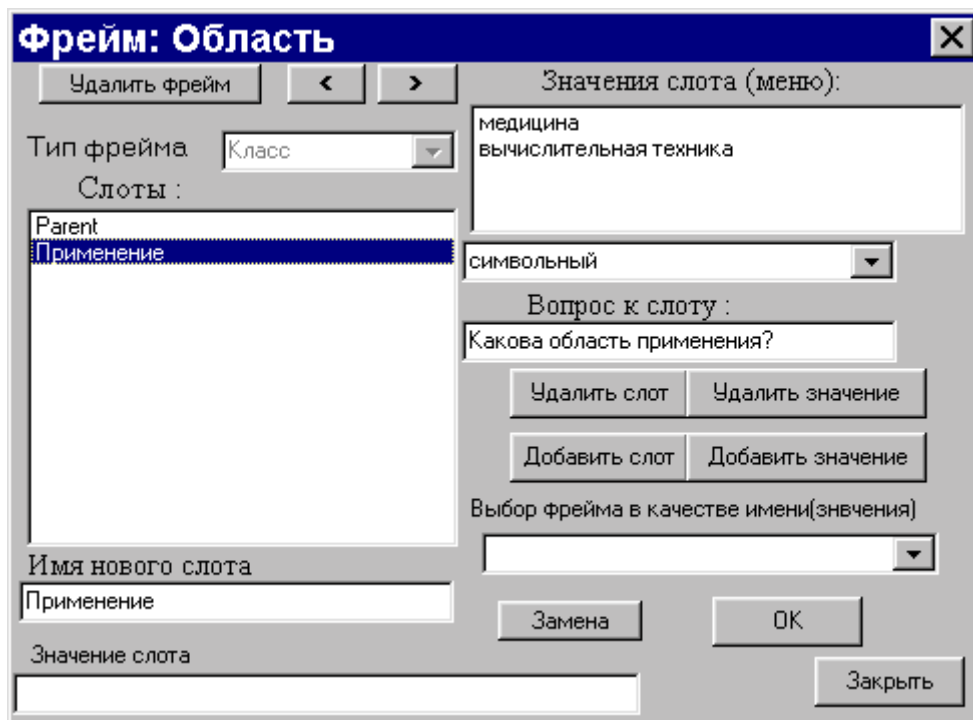 Фрейм: Область
Удалить фрейм
<
>
Значения слота (меню):
медицина
вычислительная техника
Тип фрейма
Класс
Слоты :
Parent
Применение
символьный
Вопрос к слоту :
Какова область применения?
Удалить слот
Удалить значение
Добавить слот
Добавить значение
Выбор фрейма в качестве имени(знвчения)
Имя нового слота
Применение
Замена
OK
Значение слота
Закрыть